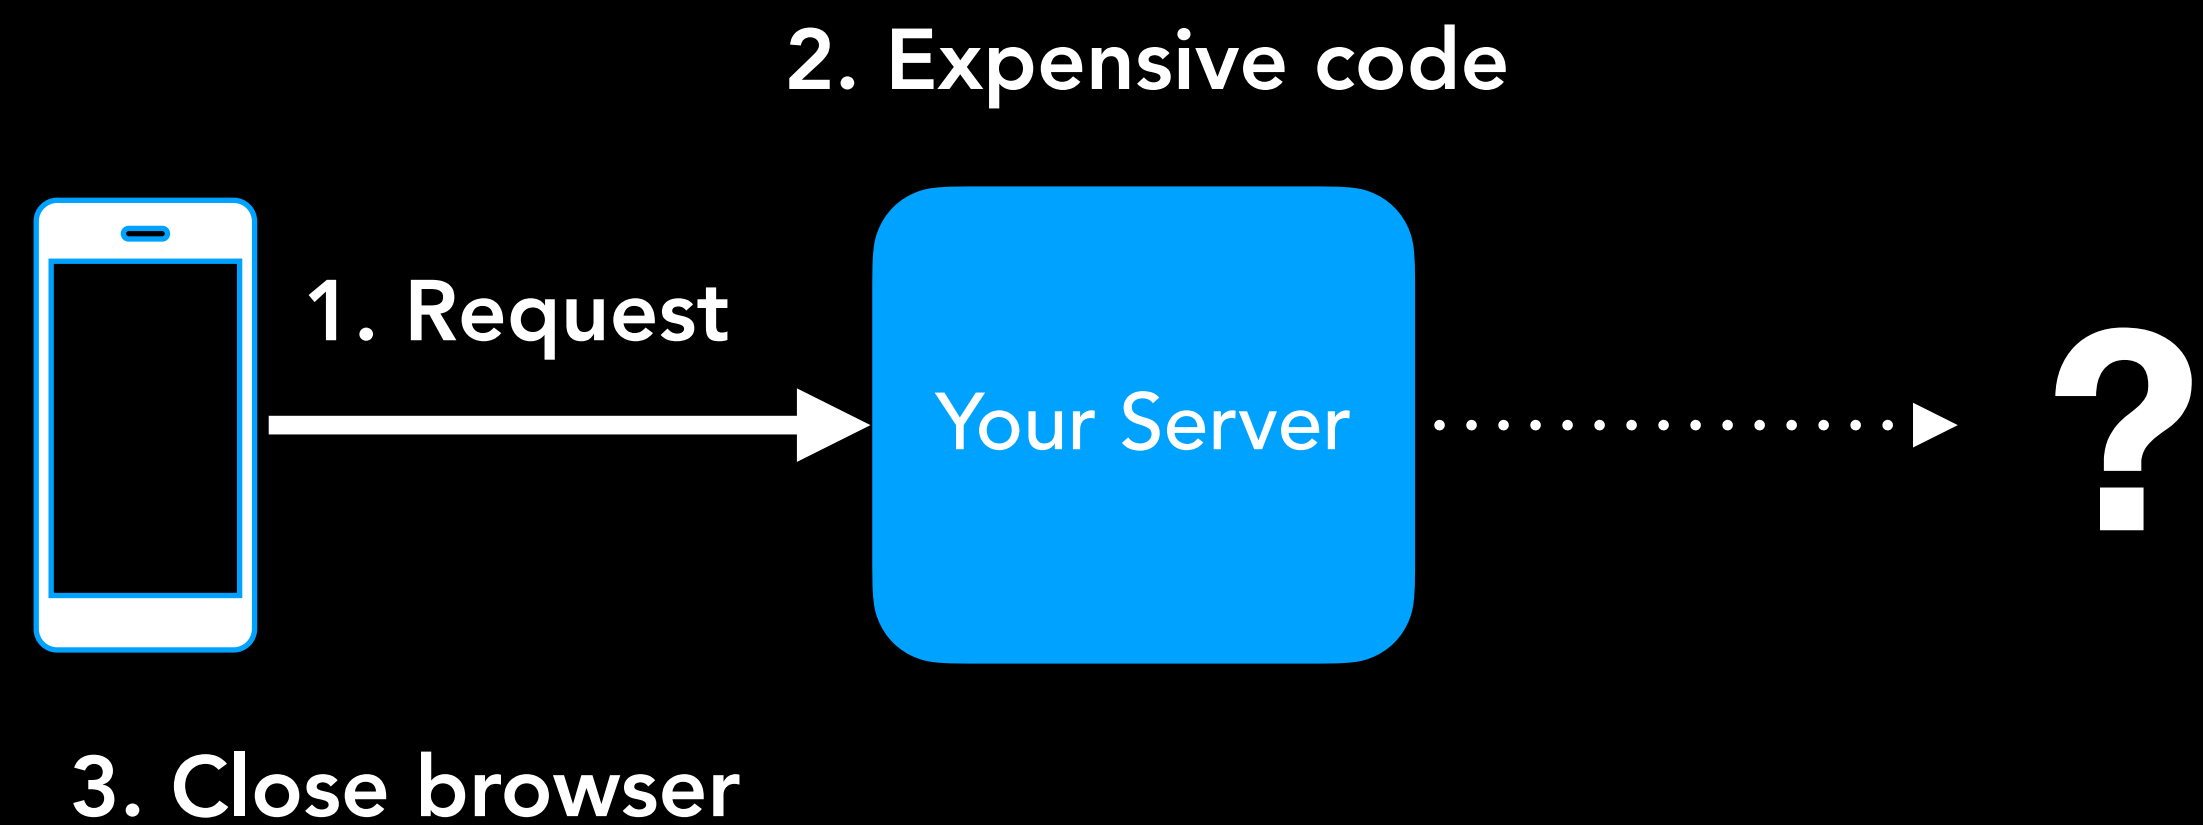 2. Expensive code
1. Request
Your Server
?
3. Close browser